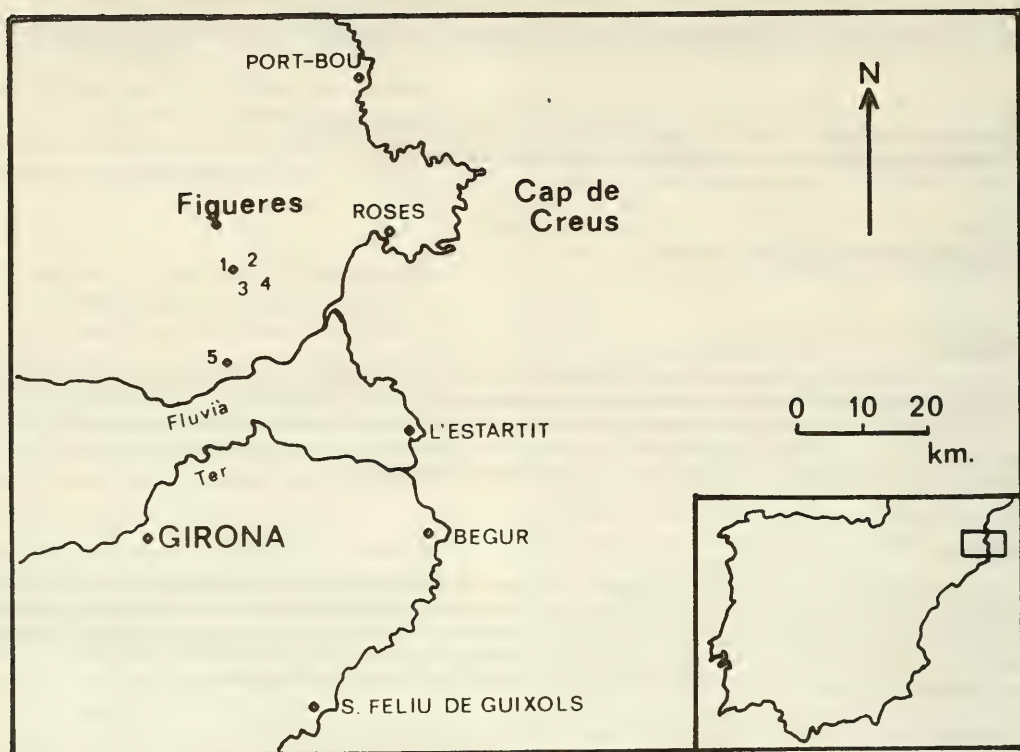 PORT-BOU
N
Figueres
ROSES
Cap de
Creus
1 2
3 4
5
Fluvià
0 10 20
km.
L'ESTARTIT
Ter
GIRONA
BEGUR
S. FELIU DE GUIXOLS